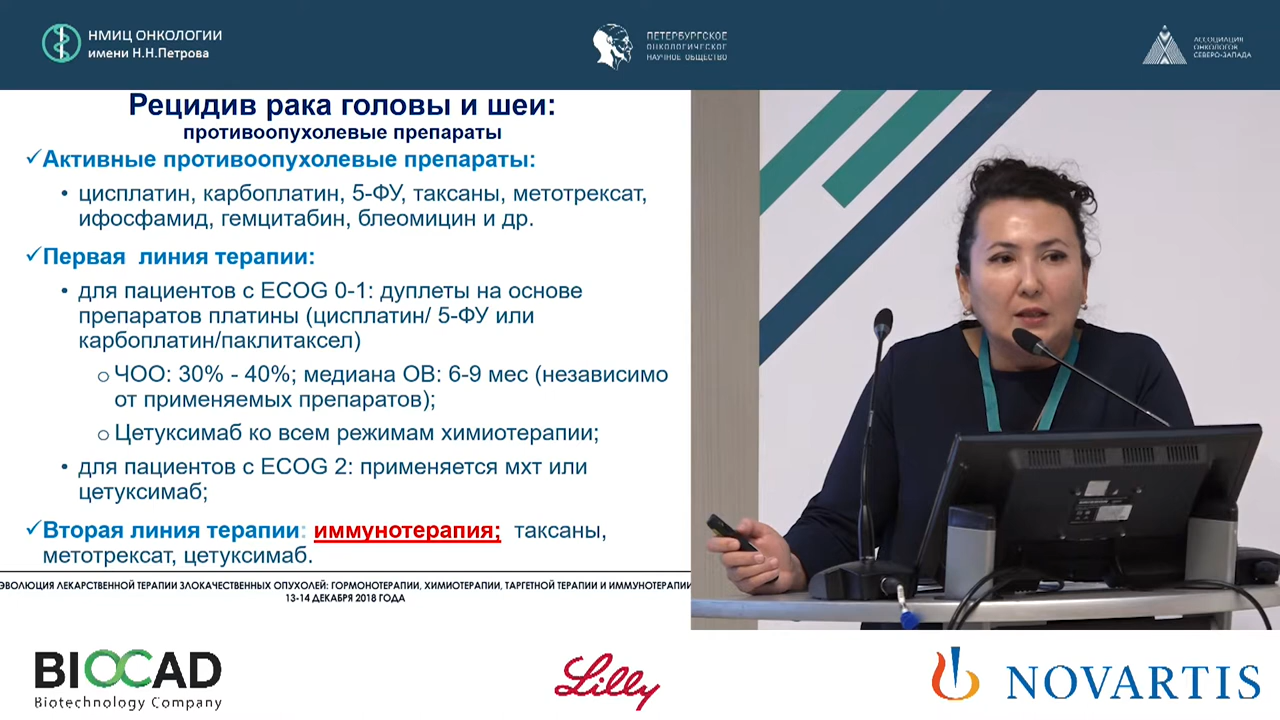 НМИЦ ОНКОЛОГИИ
имени Н.Н.Петрова
ПЕТЕРБУРГСКОЕ
ОНКОЛОГИЧЕСКОЕ
НАУЧНОЕ ОБЩЕСТВО
АССОЦИАЦИЯ
ОНКОЛОГОВ
СЕВЕРО-ЗАПАДА
Рецидив рака головы и шеи:
противоопухолевые препараты
✓Активные противоопухолевые препараты:
• цисплатин, карбоплатин, 5-ФУ, таксаны, метотрексат,
ифосфамид, гемцитабин, блеомицин и др.
✓Первая линия терапии:
• для пациентов с ECOG 0-1: дуплеты на основе
препаратов платины (цисплатин/ 5-ФУ или
карбоплатин/паклитаксел)
o ЧОО: 30% - 40%; медиана ОВ: 6-9 мес (независимо
от применяемых препаратов);
o Цетуксимаб ко всем режимам химиотерапии;
• для пациентов с ECOG 2: применяется мхт или
цетуксимаб;
✓Вторая линия терапии: иммунотерапия; таксаны,
метотрексат, цетуксимаб.
ЭВОЛЮЦИЯ ЛЕКАРСТВЕННОЙ ТЕРАПИИ ЗЛОКАЧЕСТВЕННЫХ ОПУХОЛЕЙ: ГОРМОНОТЕРАПИИ, ХИМИОТЕРАПИИ, ТАРГЕТНОЙ ТЕРАПИИ И ИММУНОТЕРАПИИ
13-14 ДЕКАБРЯ 2018 ГОДА
BIOCAD
Biotechnology Company
Lilly
NOVARTIS